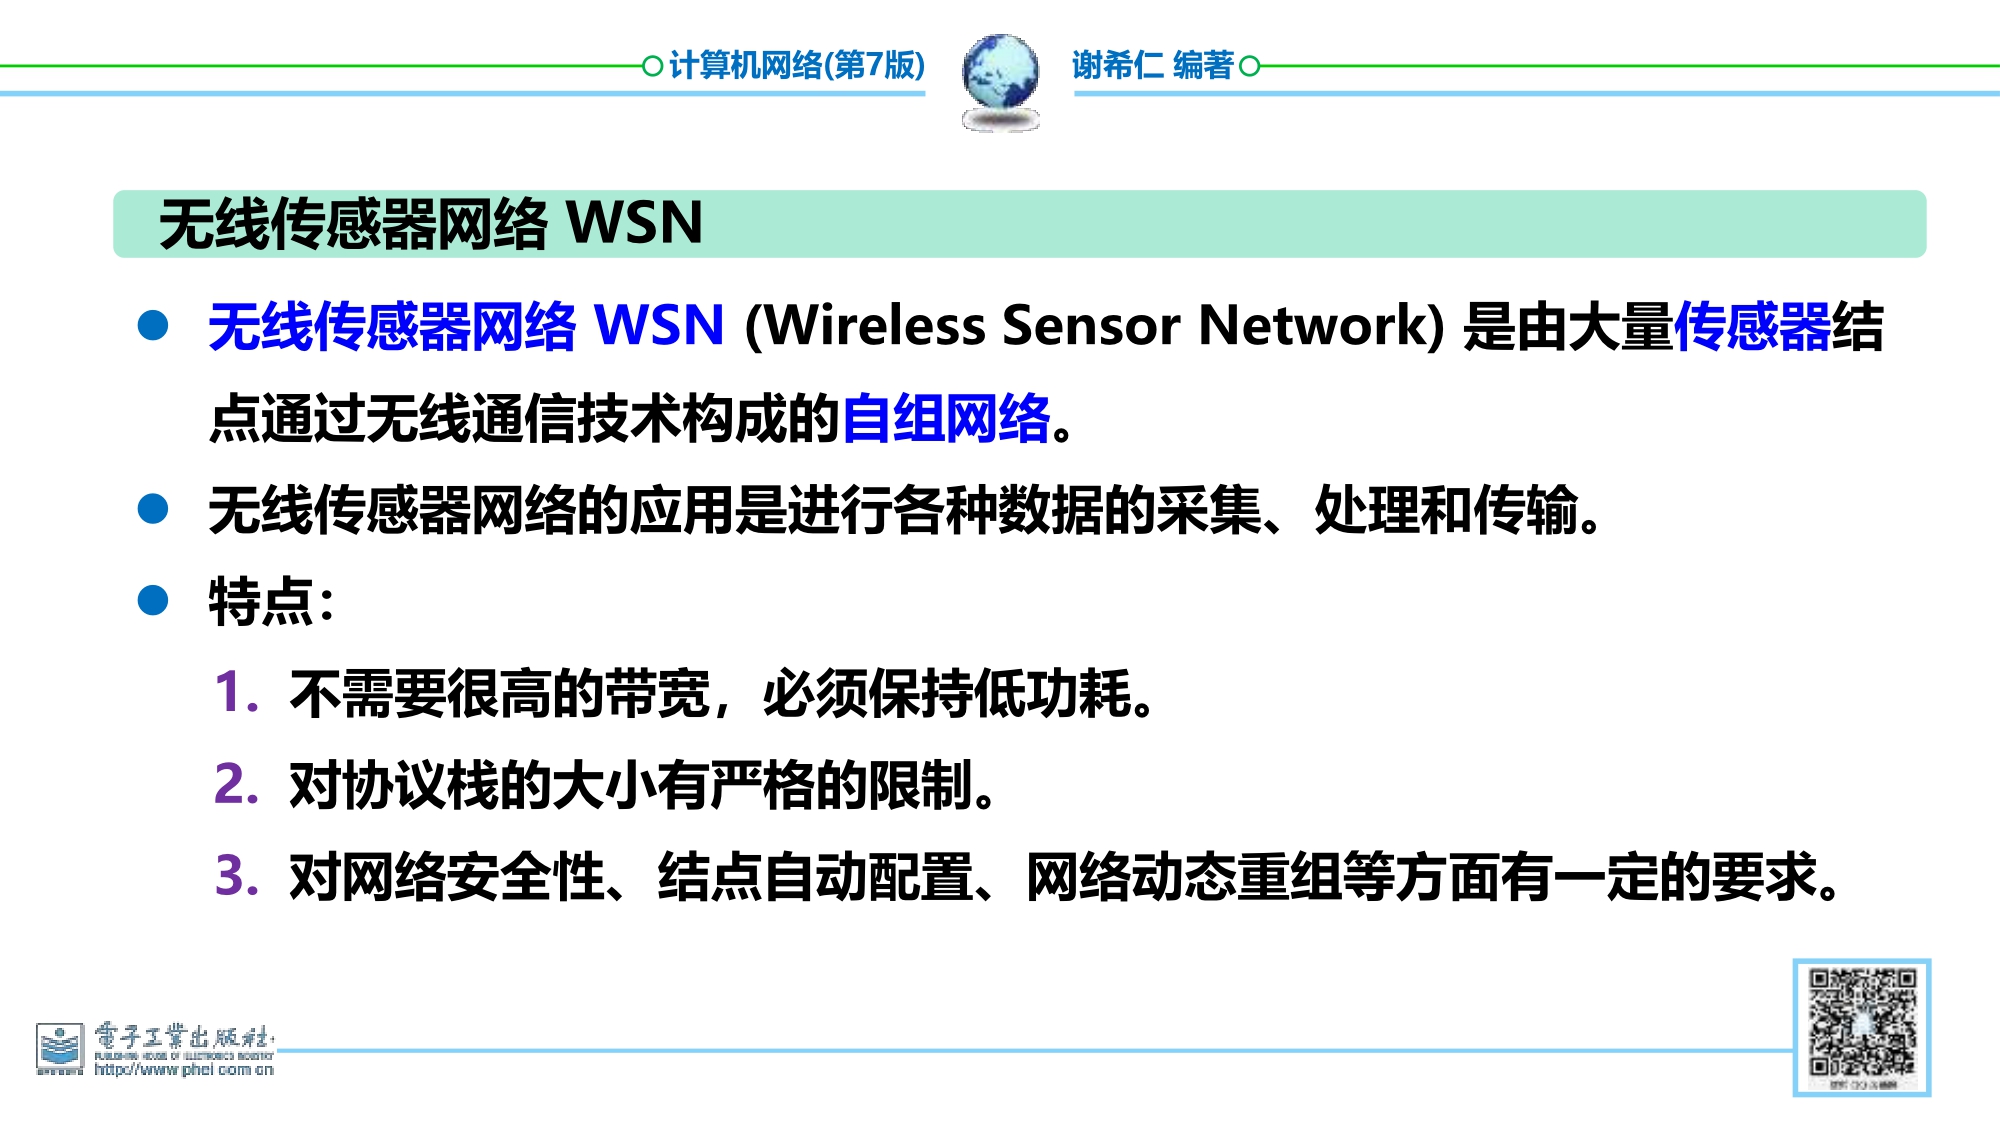 计算机网络(第7版) 谢希仁 编著
无线传感器网络 WSN
● 无线传感器网络 WSN (Wireless Sensor Network) 是由大量传感器结
点通过无线通信技术构成的自组网络。
● 无线传感器网络的应用是进行各种数据的采集、处理和传输。
● 特点：
1. 不需要很高的带宽，必须保持低功耗。
2. 对协议栈的大小有严格的限制。
3. 对网络安全性、结点自动配置、网络动态重组等方面有一定的要求。
電子工業出版社
PUBLISHING HOUSE OF ELECTRONICS INDUSTRY
http://www.phei.com.cn